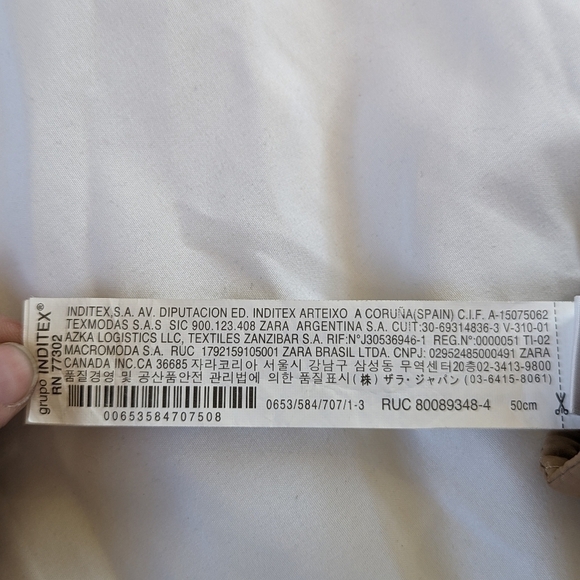 grupo INDITEX®
RN 77302
INDITEX,S.A. AV. DIPUTACION ED. INDITEX ARTEIXO A CORUÑA(SPAIN) C.I.F. A-15075062
TEXMODAS S.A.S SIC 900.123.408 ZARA ARGENTINA S.A. CUIT:30-69314836-3 V-310-01
AZKA LOGISTICS LLC, TEXTILES ZANZIBAR S.A. RIF:N°J30536946-1 REG.N°:0000051 TI-02
MACROMODA S.A. RUC 1792159105001 ZARA BRASIL LTDA. CNPJ: 02952485000491 ZARA
CANADA INC.CA 36685 자라코리아 서울시 강남구 삼성동 무역센터20층02-3413-9800
품질경영 및 공산품안전 관리법에 의한 품질표시 (株) ザラ・ジャパン (03-6415-8061)
00653584707508
0653/584/707/1-3 RUC 80089348-4 50cm